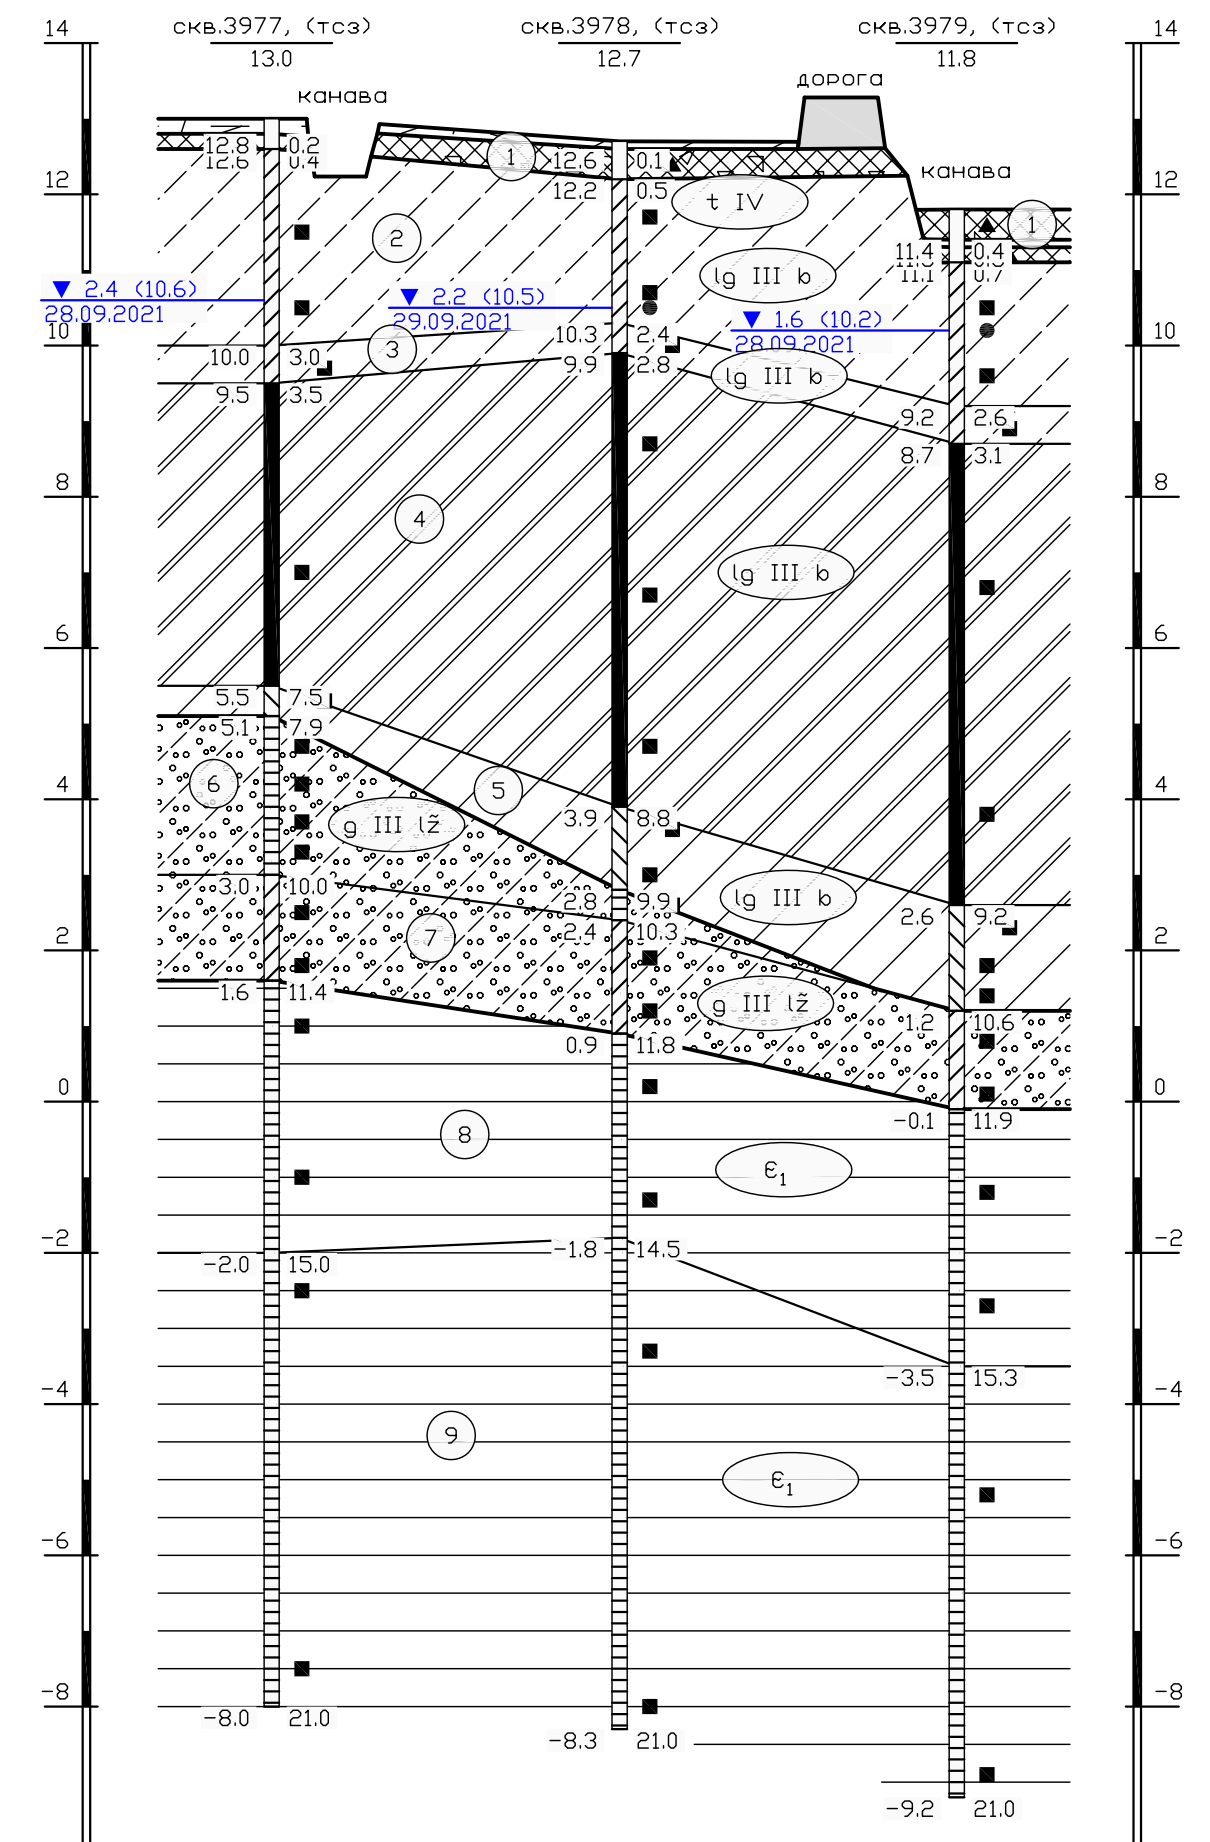 14 скв.3977, (тсз) скв.3978, (тсз) скв.3979, (тсз) 14
13.0 12.7 11.8
дорога
канава
12.8 0.2 1 12.6 0.1
12.6 0.4
канава
12 12.2 0.5 t IV 12
2 1
11.4 0.4
11.1 0.7
lg III b
2.4 (10.6) 2.2 (10.5)
28.09.2021 29.09.2021 1.6 (10.2)
10 10.3 2.4 28.09.2021 10
10.0 3.0 3 9.9 2.8
lg III b
9.5 3.5 9.2 2.6
8.7 3.1
8 8
4
lg III b
6 6
5.5 7.5
5.1 7.9
6 5
4 4
3.9 8.8
g III lž
3.0 10.0 2.8 9.9 lg III b
2.6 9.2
7 2.4 10.3
2 2
1.6 11.4 g III lž
1.2 10.6
0.9 11.8
0 0
-0.1 11.9
8
ϵ1
-2 -2
-2.0 15.0 -1.8 14.5
-4 -3.5 15.3 -4
9
ϵ1
-6 -6
-8 -8
-8.0 21.0
-8.3 21.0
-9.2 21.0